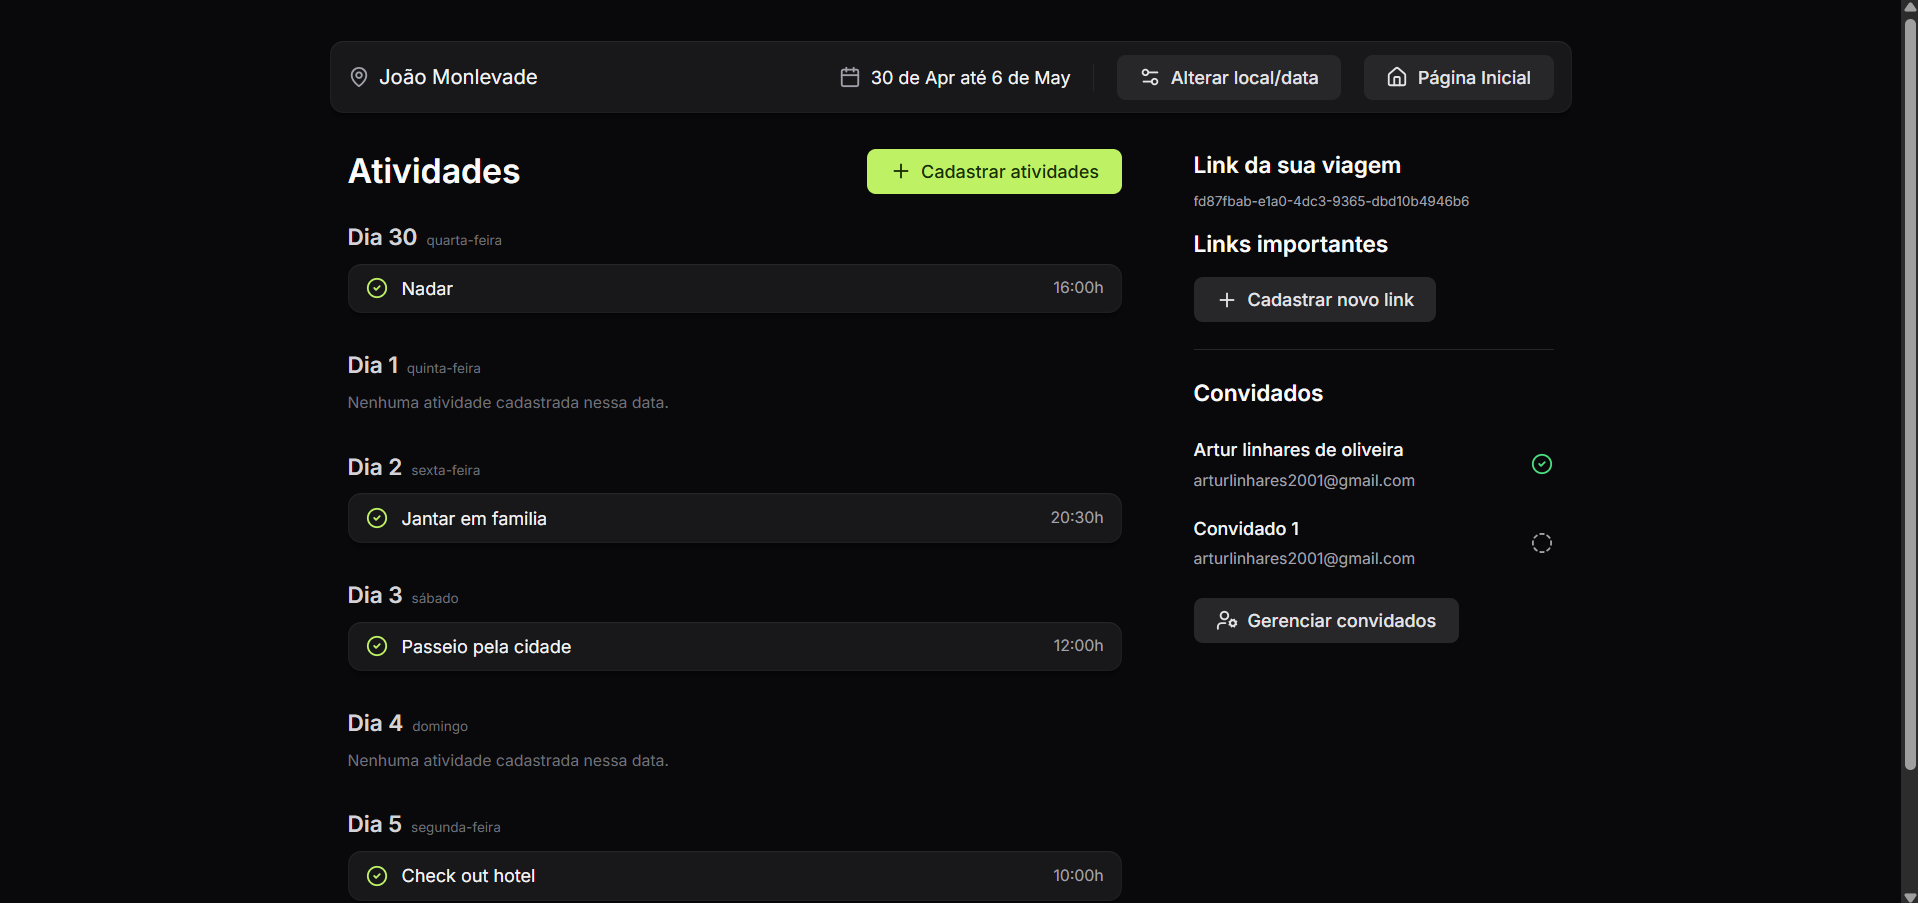 João Monlevade
30 de Apr até 6 de May
Alterar local/data
Página Inicial
Atividades
Cadastrar atividades
Dia 30 quarta-feira
Nadar 16:00h
Dia 1 quinta-feira
Nenhuma atividade cadastrada nessa data.
Dia 2 sexta-feira
Jantar em familia 20:30h
Dia 3 sábado
Passeio pela cidade 12:00h
Dia 4 domingo
Nenhuma atividade cadastrada nessa data.
Dia 5 segunda-feira
Check out hotel 10:00h
Link da sua viagem
fd87fbab-e1a0-4dc3-9365-dbd10b4946b6
Links importantes
Cadastrar novo link
Convidados
Artur linhares de oliveira
arturlinhares2001@gmail.com
Convidado 1
arturlinhares2001@gmail.com
Gerenciar convidados